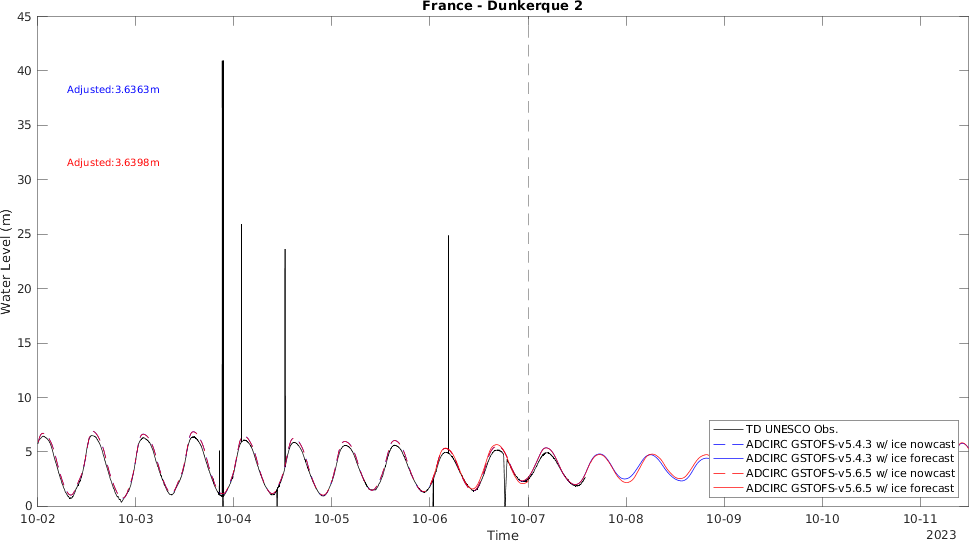 France - Dunkerque 2
45
40
35
30
25
20
15
10
5
0
Water Level (m)
Adjusted:3.6363m
Adjusted:3.6398m
TD UNESCO Obs.
ADCIRC GSTOFS-v5.4.3 w/ ice nowcast
ADCIRC GSTOFS-v5.4.3 w/ ice forecast
ADCIRC GSTOFS-v5.6.5 w/ ice nowcast
ADCIRC GSTOFS-v5.6.5 w/ ice forecast
10-02 10-03 10-04 10-05 10-06 10-07 10-08 10-09 10-10 10-11
Time
2023